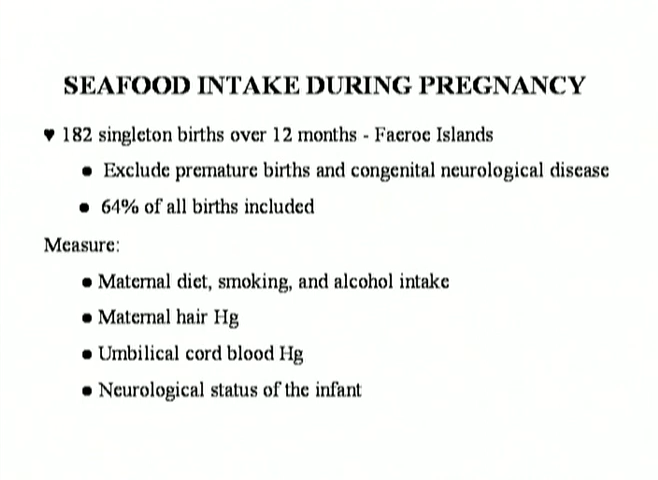 SEAFOOD INTAKE DURING PREGNANCY
♥ 182 singleton births over 12 months - Faeroe Islands
● Exclude premature births and congenital neurological disease
● 64% of all births included
Measure:
● Maternal diet, smoking, and alcohol intake
● Maternal hair Hg
● Umbilical cord blood Hg
● Neurological status of the infant